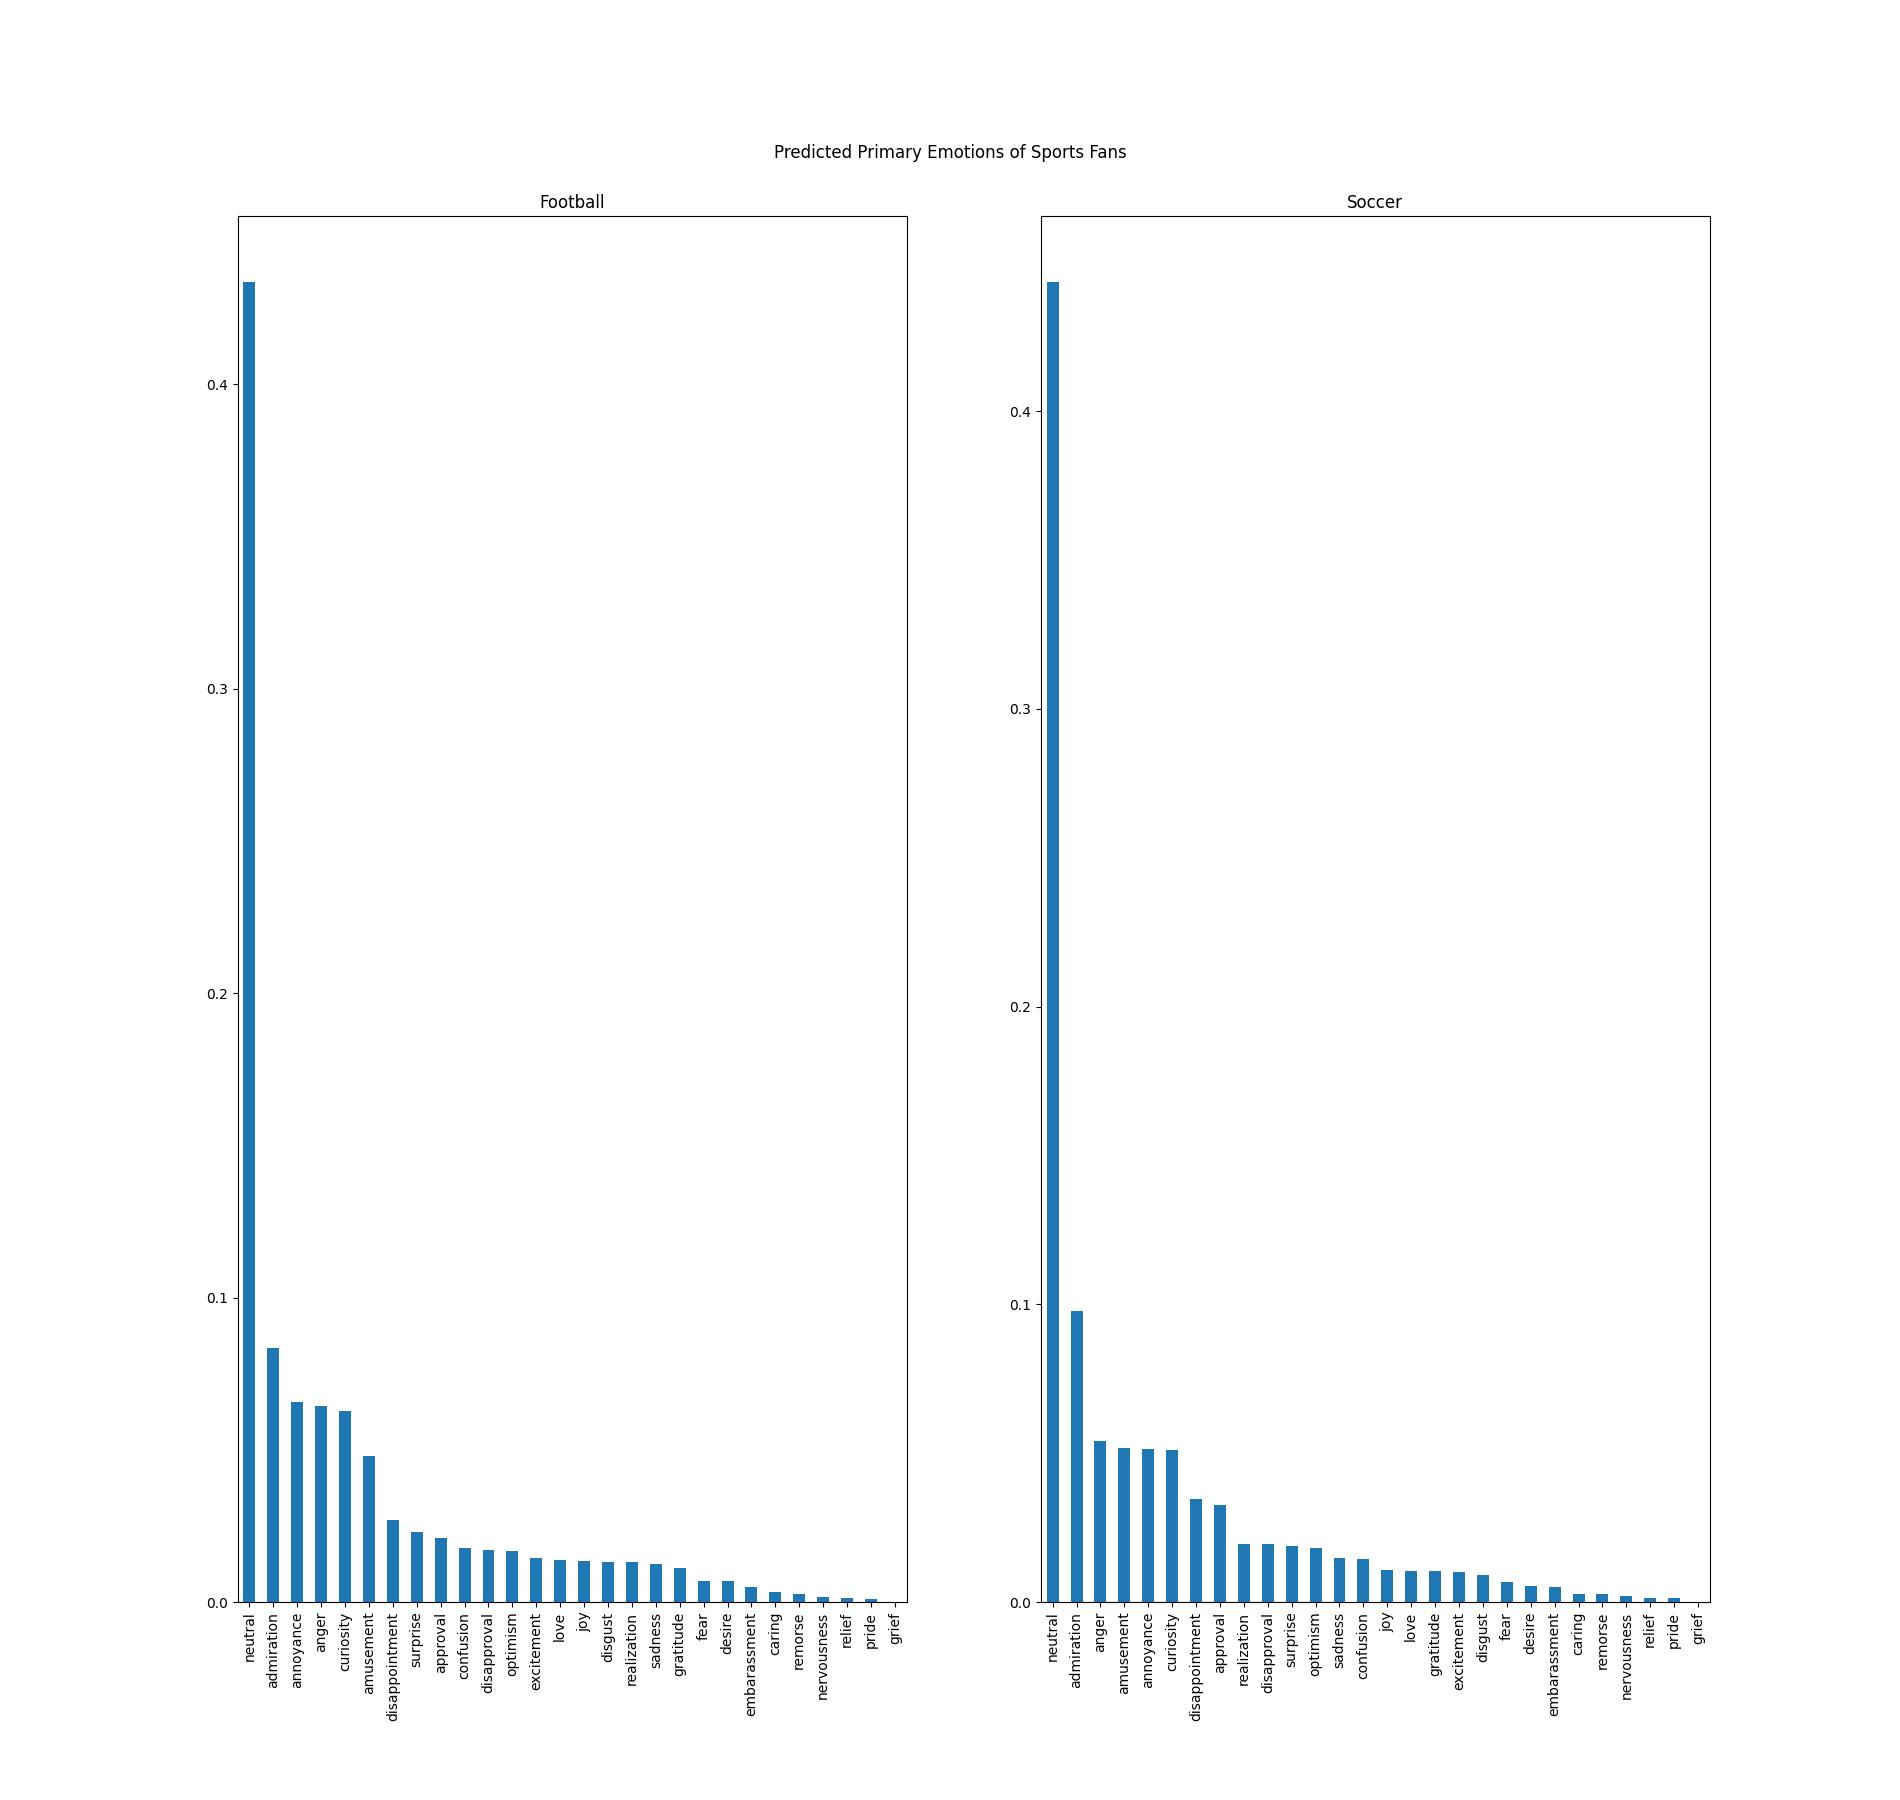 Predicted Primary Emotions of Sports Fans
Football
0.4
0.3
0.2
0.1
0.0
neutral
admiration
annoyance
anger
curiosity
amusement
disappointment
surprise
approval
confusion
disapproval
optimism
excitement
love
joy
disgust
realization
sadness
gratitude
fear
desire
embarassment
caring
remorse
nervousness
relief
pride
grief
Soccer
0.4
0.3
0.2
0.1
0.0
neutral
admiration
anger
amusement
annoyance
curiosity
disappointment
approval
realization
disapproval
surprise
optimism
sadness
confusion
joy
love
gratitude
excitement
disgust
fear
desire
embarassment
caring
remorse
nervousness
relief
pride
grief